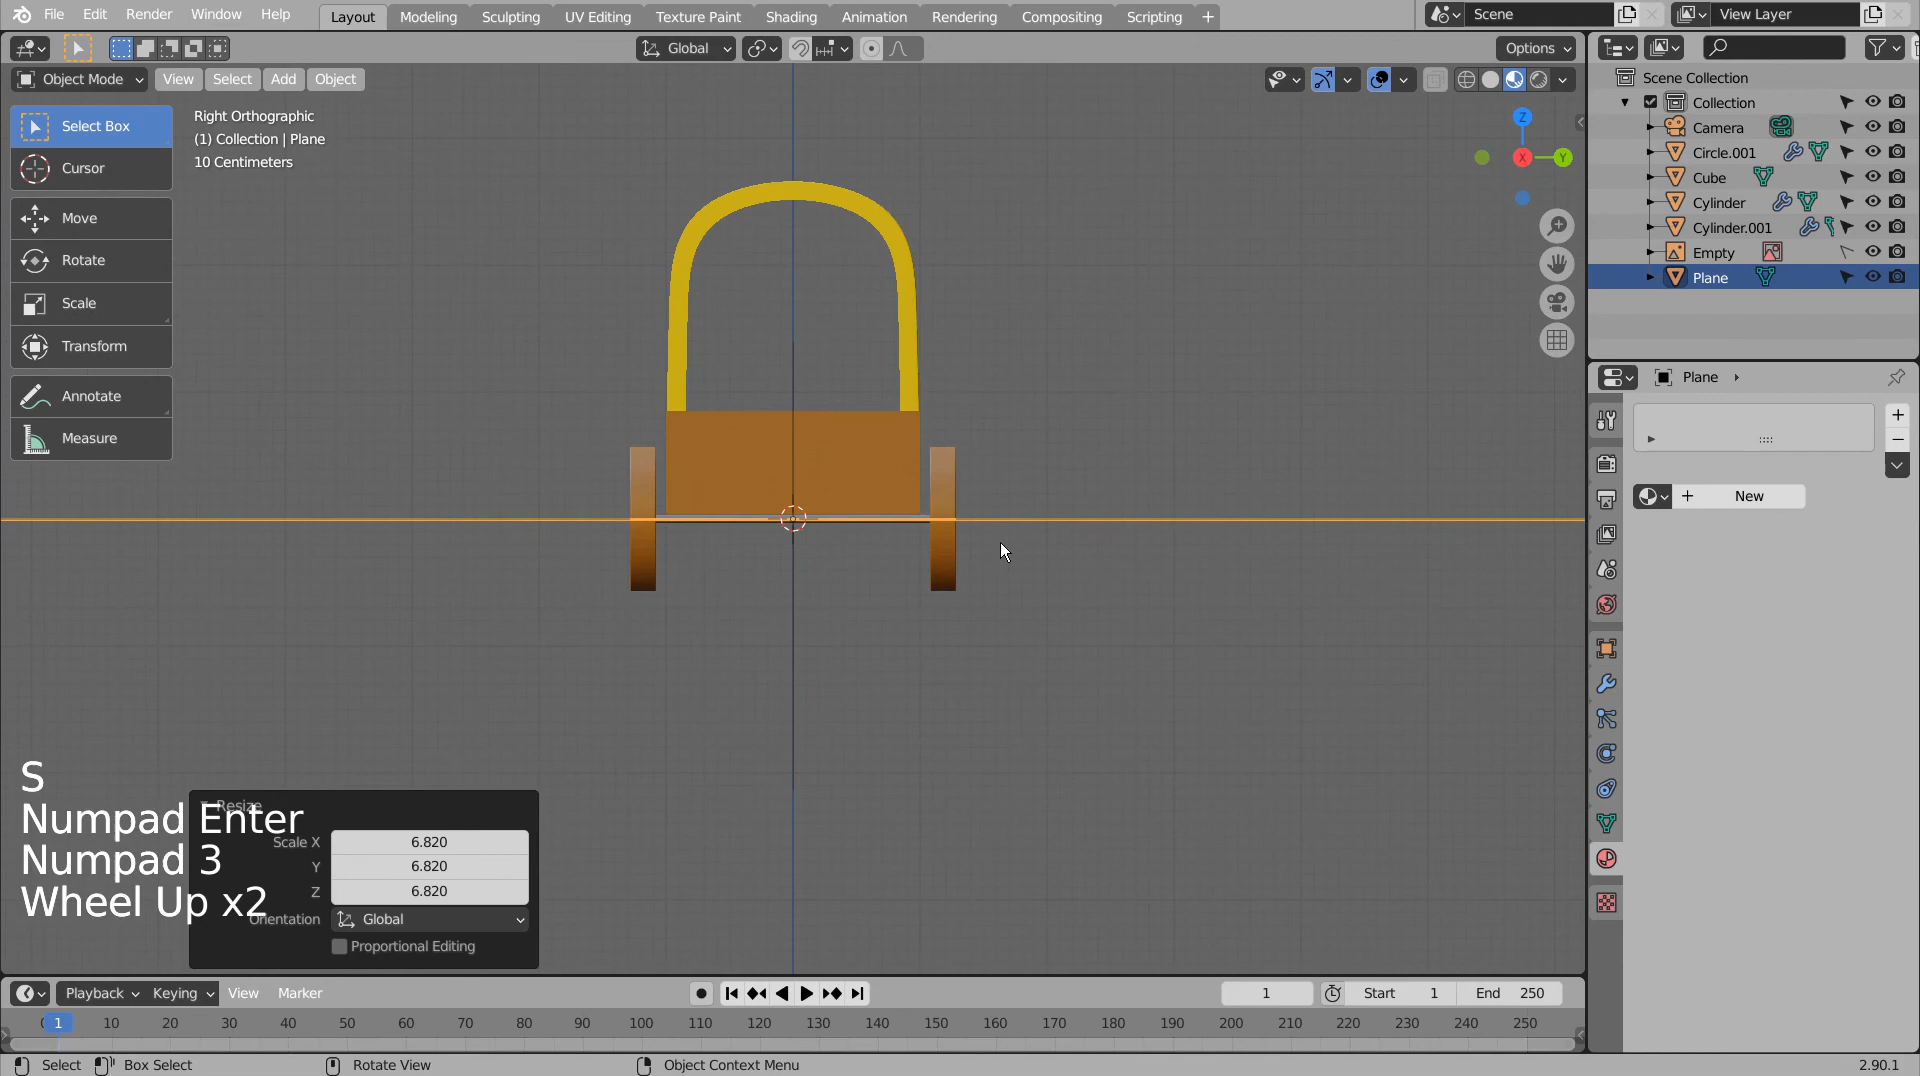 File Edit Render Window Help Layout Modeling Sculpting UV Editing Texture Paint Shading Animation Rendering Compositing Scripting + Scene View Layer
Global Options
Object Mode View Select Add Object
Select Box
Cursor
Move
Rotate
Scale
Transform
Annotate
Measure
Right Orthographic
(1) Collection | Plane
10 Centimeters
Z
X
Y
Scene Collection
Collection
Camera
Circle.001
Cube
Cylinder
Cylinder.001
Empty
Plane
Plane
+
−
+ New
S
Numpad Enter
Numpad 3
Wheel Up x2
Resize
Scale X 6.820
Y 6.820
Z 6.820
Orientation Global
Proportional Editing
Playback Keying View Marker 1 Start 1 End 250
0 1 10 20 30 40 50 60 70 80 90 100 110 120 130 140 150 160 170 180 190 200 210 220 230 240 250
Select Box Select Rotate View Object Context Menu 2.90.1